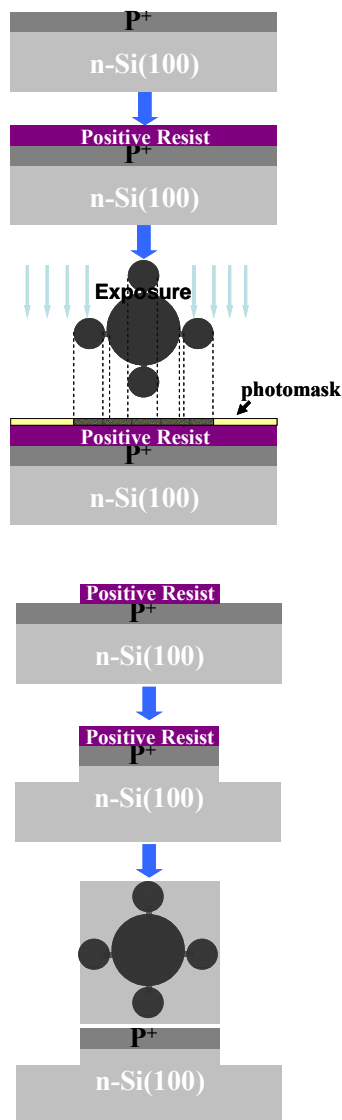 P+
n-Si(100)
Positive Resist
P+
n-Si(100)
Exposure
photomask
Positive Resist
P+
n-Si(100)
Positive Resist
P+
n-Si(100)
Positive Resist
P+
n-Si(100)
P+
n-Si(100)